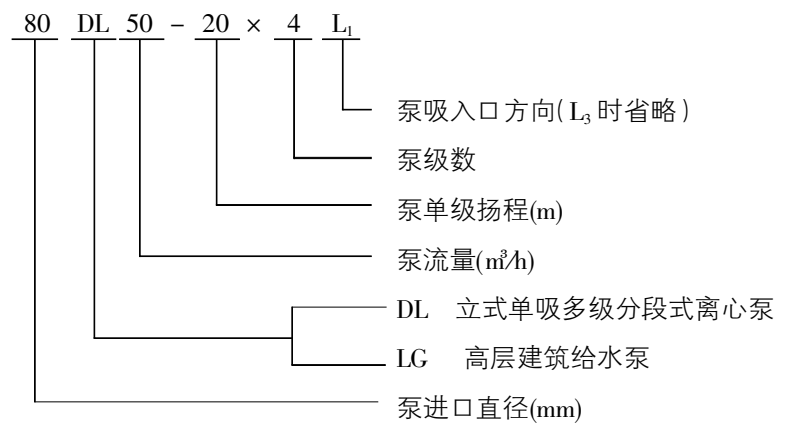 80 DL 50 - 20 × 4 L₁
泵吸入口方向(L₃时省略)
泵级数
泵单级扬程(m)
泵流量(m³/h)
DL 立式单吸多级分段式离心泵
LG 高层建筑给水泵
泵进口直径(mm)